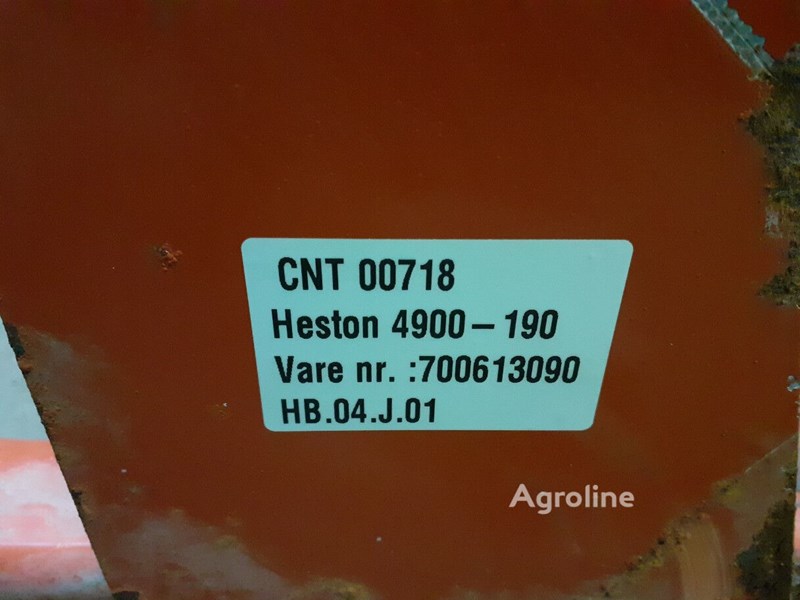 CNT 00718
Heston 4900-190
Vare nr. :700613090
HB.04.J.01
Agroline